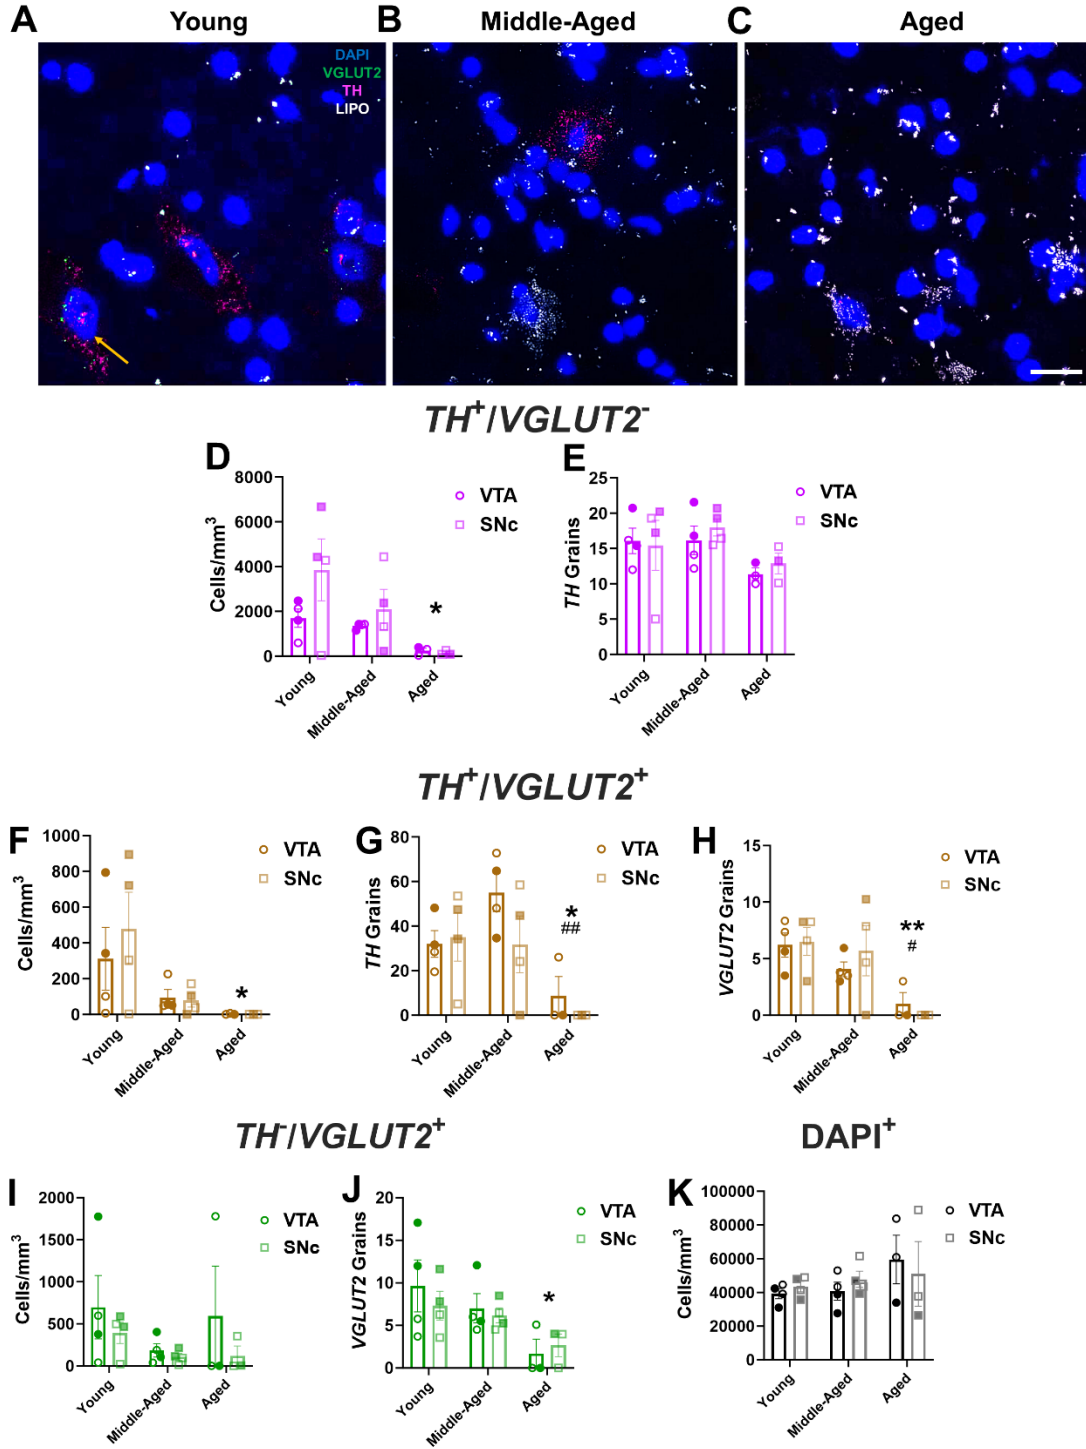 A Young B Middle-Aged C Aged
DAPI
VGLUT2
TH
LIPO
TH⁺/VGLUT2⁻
D
8000
6000
4000
2000
0
Cells/mm³
VTA
SNc
*
Young
Middle-Aged
Aged
E
25
20
15
10
5
0
TH Grains
VTA
SNc
Young
Middle-Aged
Aged
TH⁺/VGLUT2⁺
F
1000
800
600
400
200
0
Cells/mm³
VTA
SNc
*
Young
Middle-Aged
Aged
G
80
60
40
20
0
TH Grains
VTA
SNc
*
##
Young
Middle-Aged
Aged
H
15
10
5
0
VGLUT2 Grains
VTA
SNc
**
#
Young
Middle-Aged
Aged
TH⁻/VGLUT2⁺
I
2000
1500
1000
500
0
Cells/mm³
VTA
SNc
Young
Middle-Aged
Aged
J
20
15
10
5
0
VGLUT2 Grains
VTA
SNc
*
Young
Middle-Aged
Aged
DAPI⁺
K
100000
80000
60000
40000
20000
0
Cells/mm³
VTA
SNc
Young
Middle-Aged
Aged